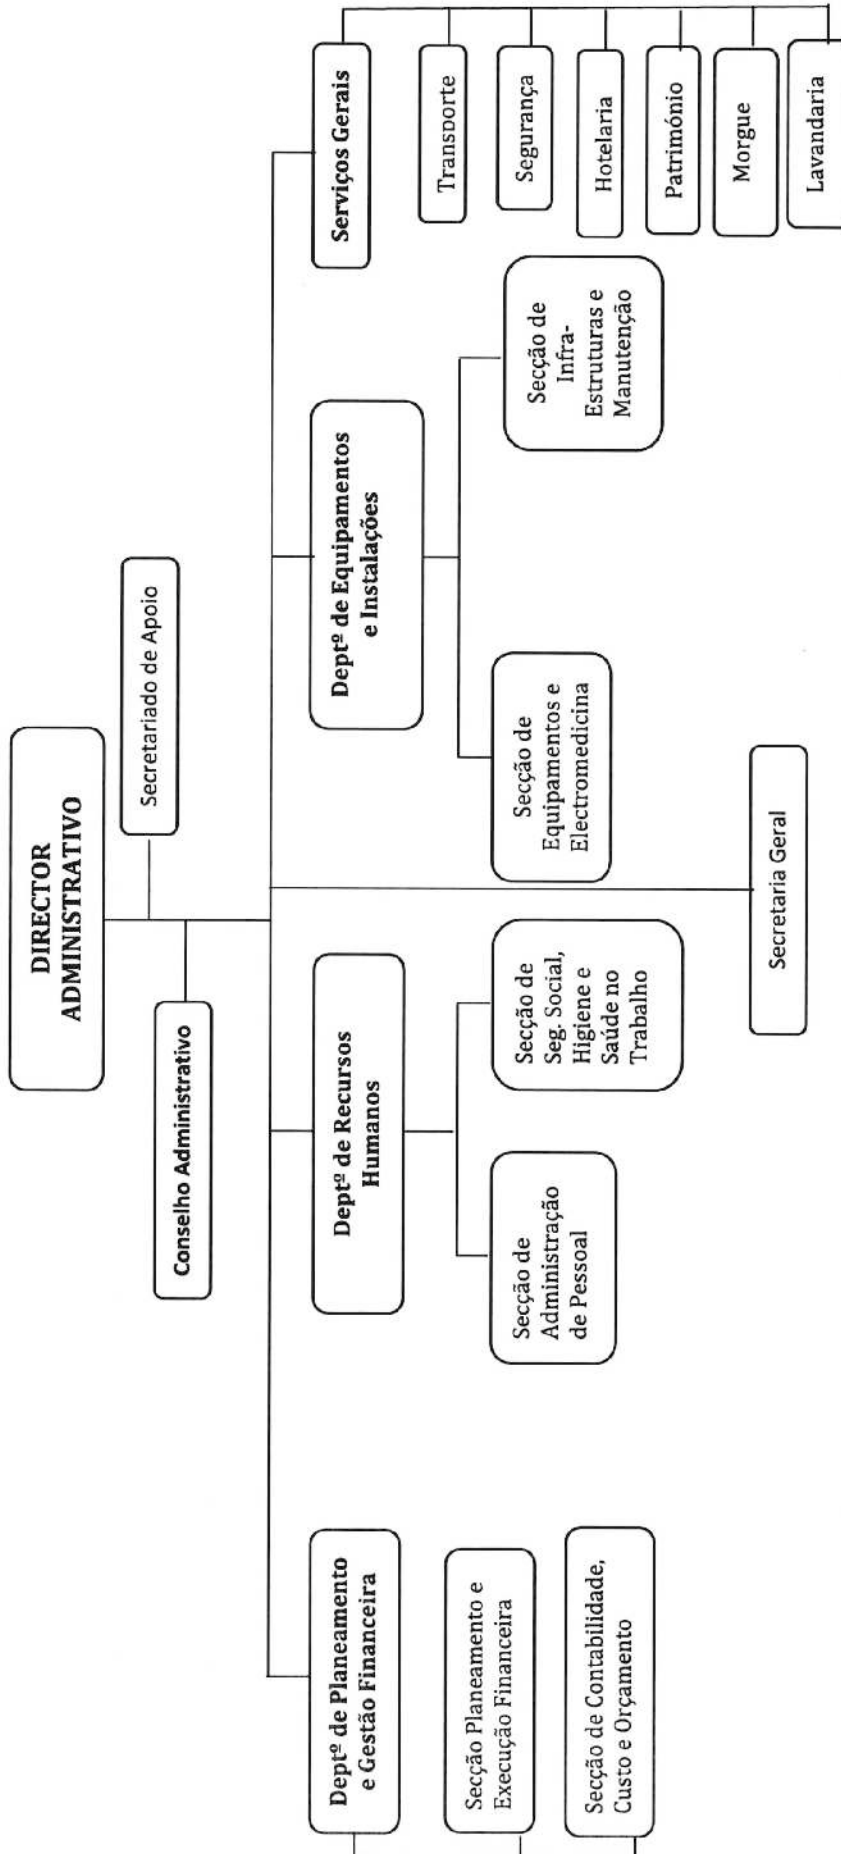 DIRECTOR
ADMINISTRATIVO
Secretariado de Apoio
Conselho Administrativo
Deptº de Planeamento
e Gestão Financeira
Secção Planeamento e
Execução Financeira
Secção de Contabilidade,
Custo e Orçamento
Deptº de Recursos
Humanos
Secção de
Administração
de Pessoal
Secção de
Seg. Social,
Higiene e
Saúde no
Trabalho
Deptº de Equipamentos
e Instalações
Secção de
Equipamentos e
Electromedicina
Secção de
Infra-
Estruturas e
Manutenção
Serviços Gerais
Transporte
Segurança
Hotelaria
Património
Morgue
Lavandaria
Secretaria Geral